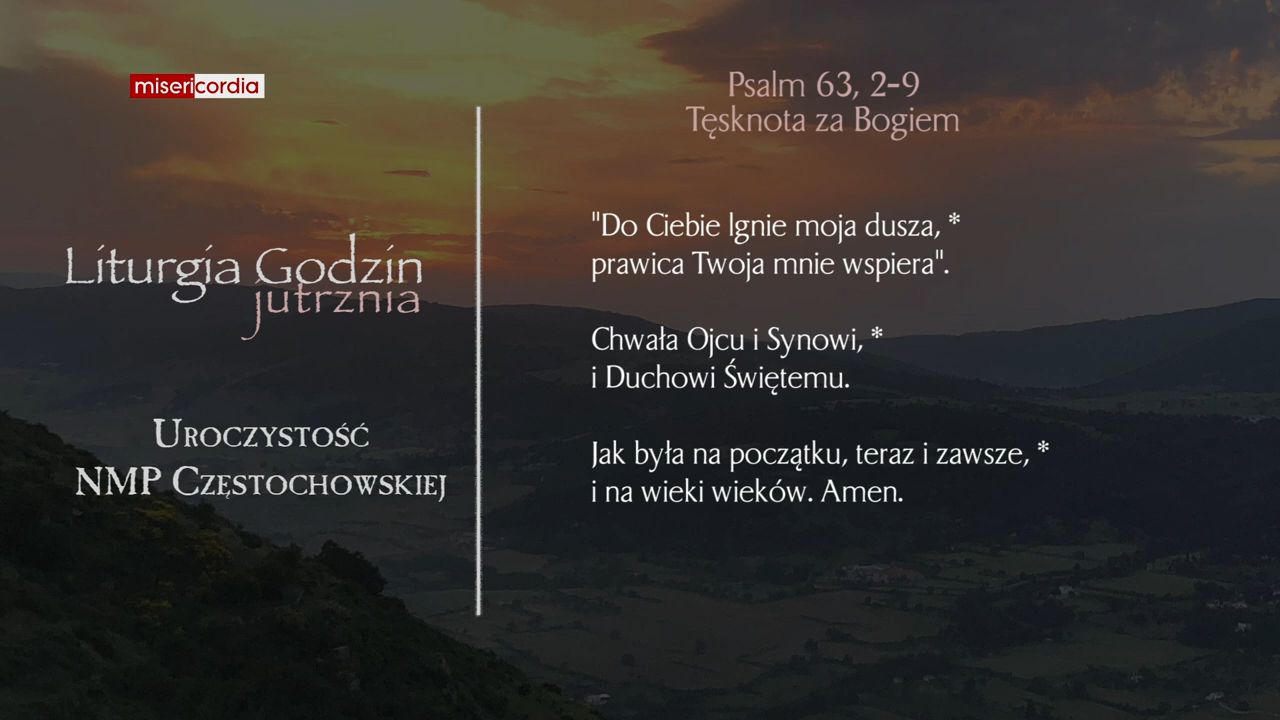 misericordia
Liturgia Godzin
jutrznia
Uroczystość
NMP Częstochowskiej
Psalm 63, 2-9
Tęsknota za Bogiem
"Do Ciebie lgnie moja dusza, *
prawica Twoja mnie wspiera".
Chwała Ojcu i Synowi, *
i Duchowi Świętemu.
Jak była na początku, teraz i zawsze, *
i na wieki wieków. Amen.